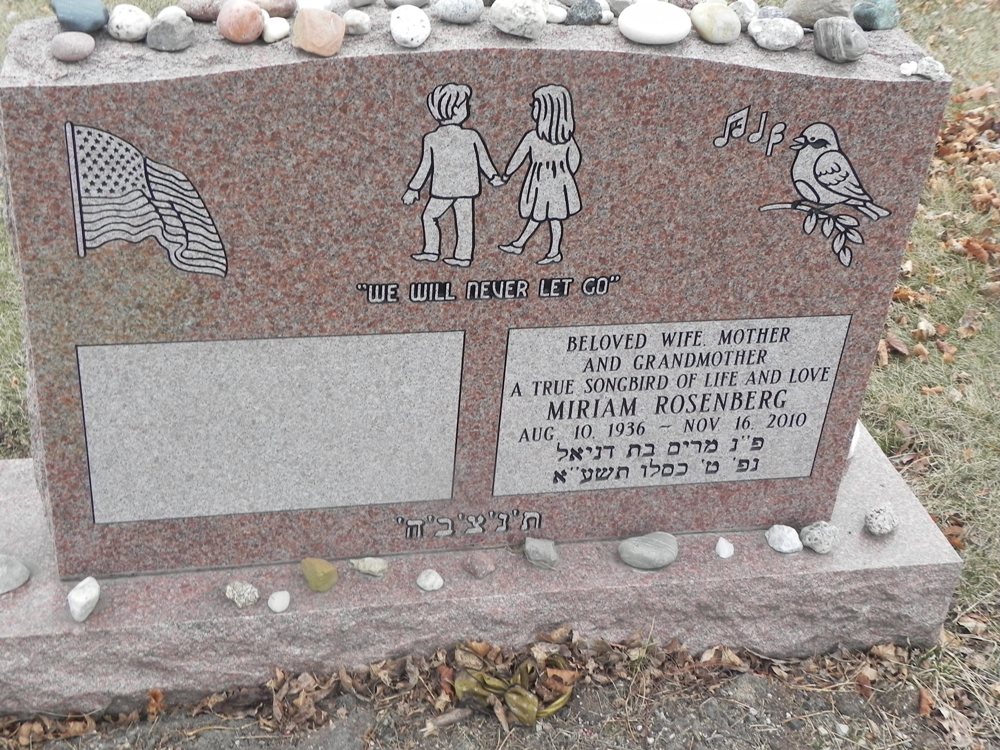 "WE WILL NEVER LET GO"
BELOVED WIFE, MOTHER
AND GRANDMOTHER
A TRUE SONGBIRD OF LIFE AND LOVE
MIRIAM ROSENBERG
AUG. 10, 1936 ~ NOV. 16, 2010
פ''נ מרים בת דניאל
נפ' ט' כסלו תשע''א
ת'נ'צ'ב'ה'